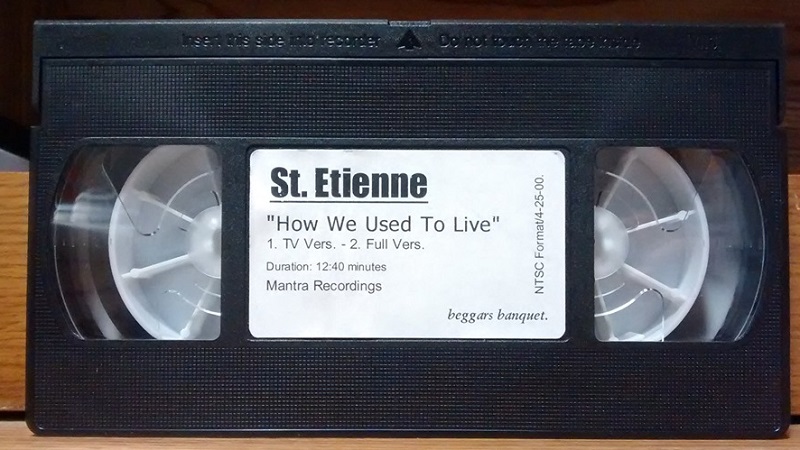 Insert this side into recorder Do not touch the tape inside
St. Etienne
"How We Used To Live"
1. TV Vers. - 2. Full Vers.
Duration: 12:40 minutes
Mantra Recordings
beggars banquet.
NTSC Format/4-25-00.